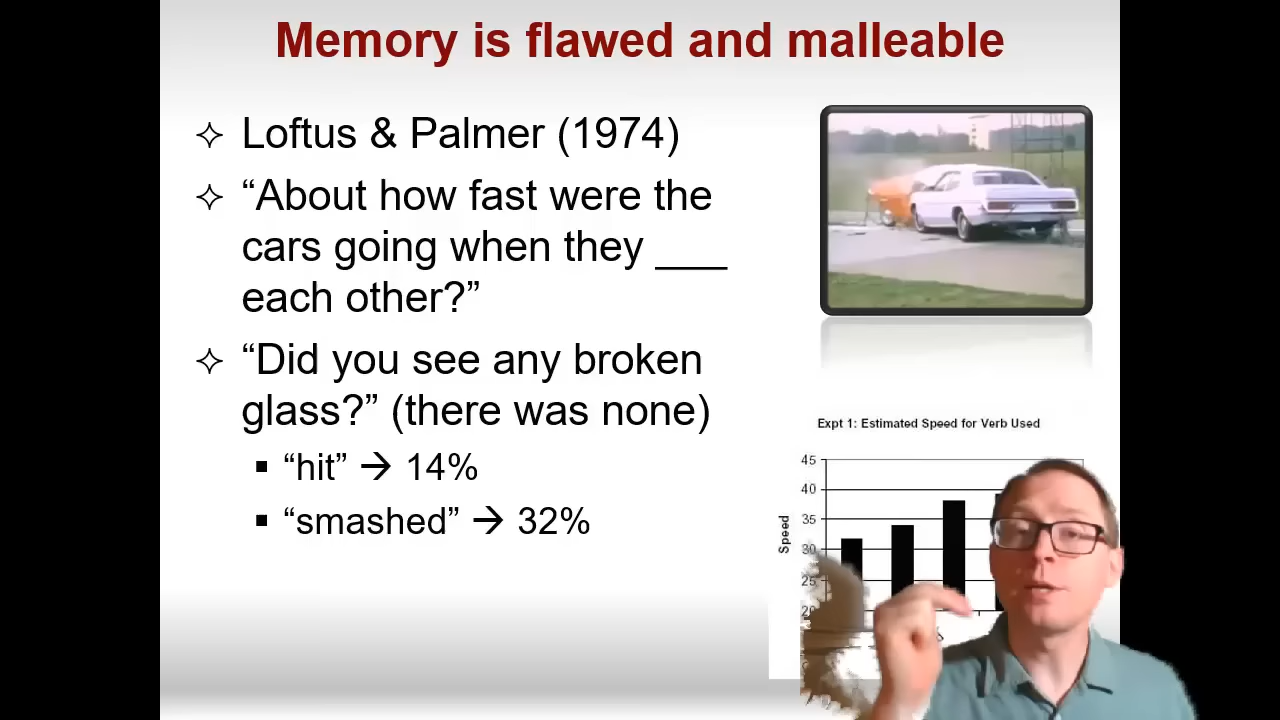 Memory is flawed and malleable
Loftus & Palmer (1974)
“About how fast were the
cars going when they ___
each other?”
“Did you see any broken
glass?” (there was none)
“hit” → 14%
“smashed” → 32%
Expt 1: Estimated Speed for Verb Used
45
40
35
30
25
Speed